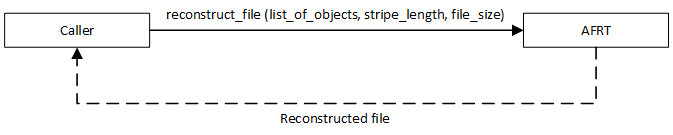 reconstruct_file (list_of_objects, stripe_length, file_size)
Caller
AFRT
Reconstructed file